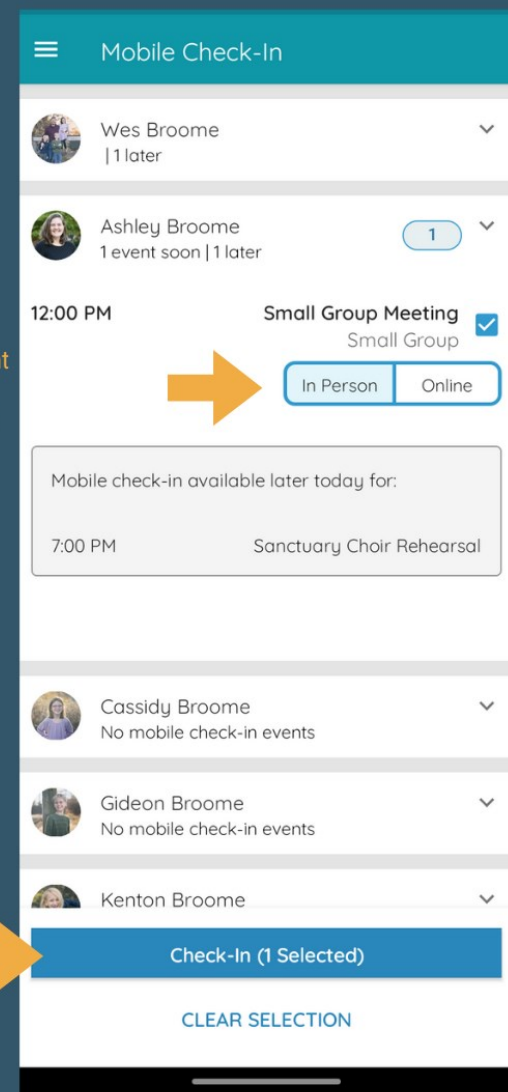 Mobile Check-In
Wes Broome
| 1 later
Ashley Broome
1
1 event soon | 1 later
12:00 PM
Small Group Meeting
Small Group
In Person
Online
Mobile check-in available later today for:
7:00 PM
Sanctuary Choir Rehearsal
Cassidy Broome
No mobile check-in events
Gideon Broome
No mobile check-in events
Kenton Broome
Check-In (1 Selected)
CLEAR SELECTION